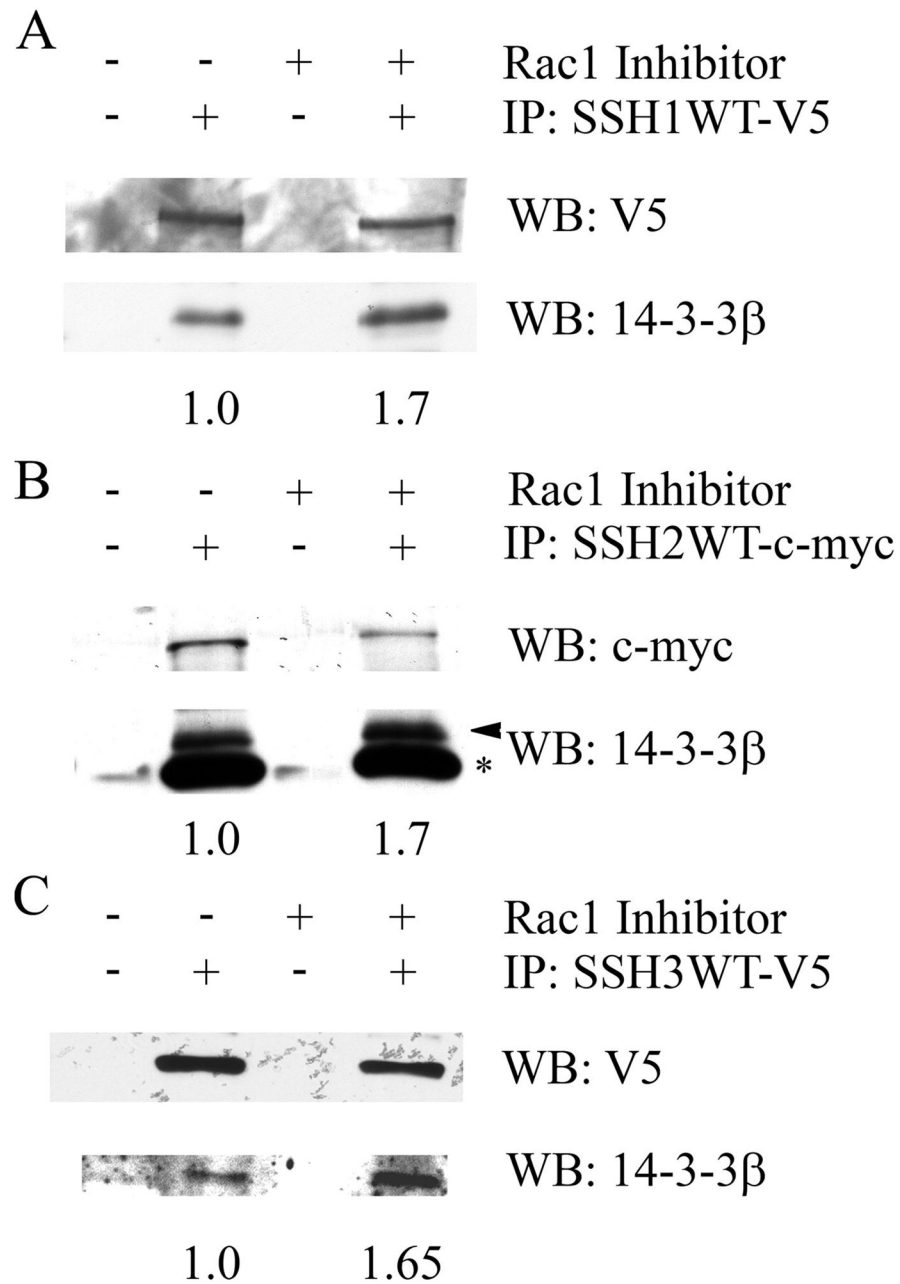 A
- - + + Rac1 Inhibitor
- + - + IP: SSH1WT-V5
WB: V5
WB: 14-3-3β
1.0 1.7
B
- - + + Rac1 Inhibitor
- + - + IP: SSH2WT-c-myc
WB: c-myc
WB: 14-3-3β
*
1.0 1.7
C
- - + + Rac1 Inhibitor
- + - + IP: SSH3WT-V5
WB: V5
WB: 14-3-3β
1.0 1.65